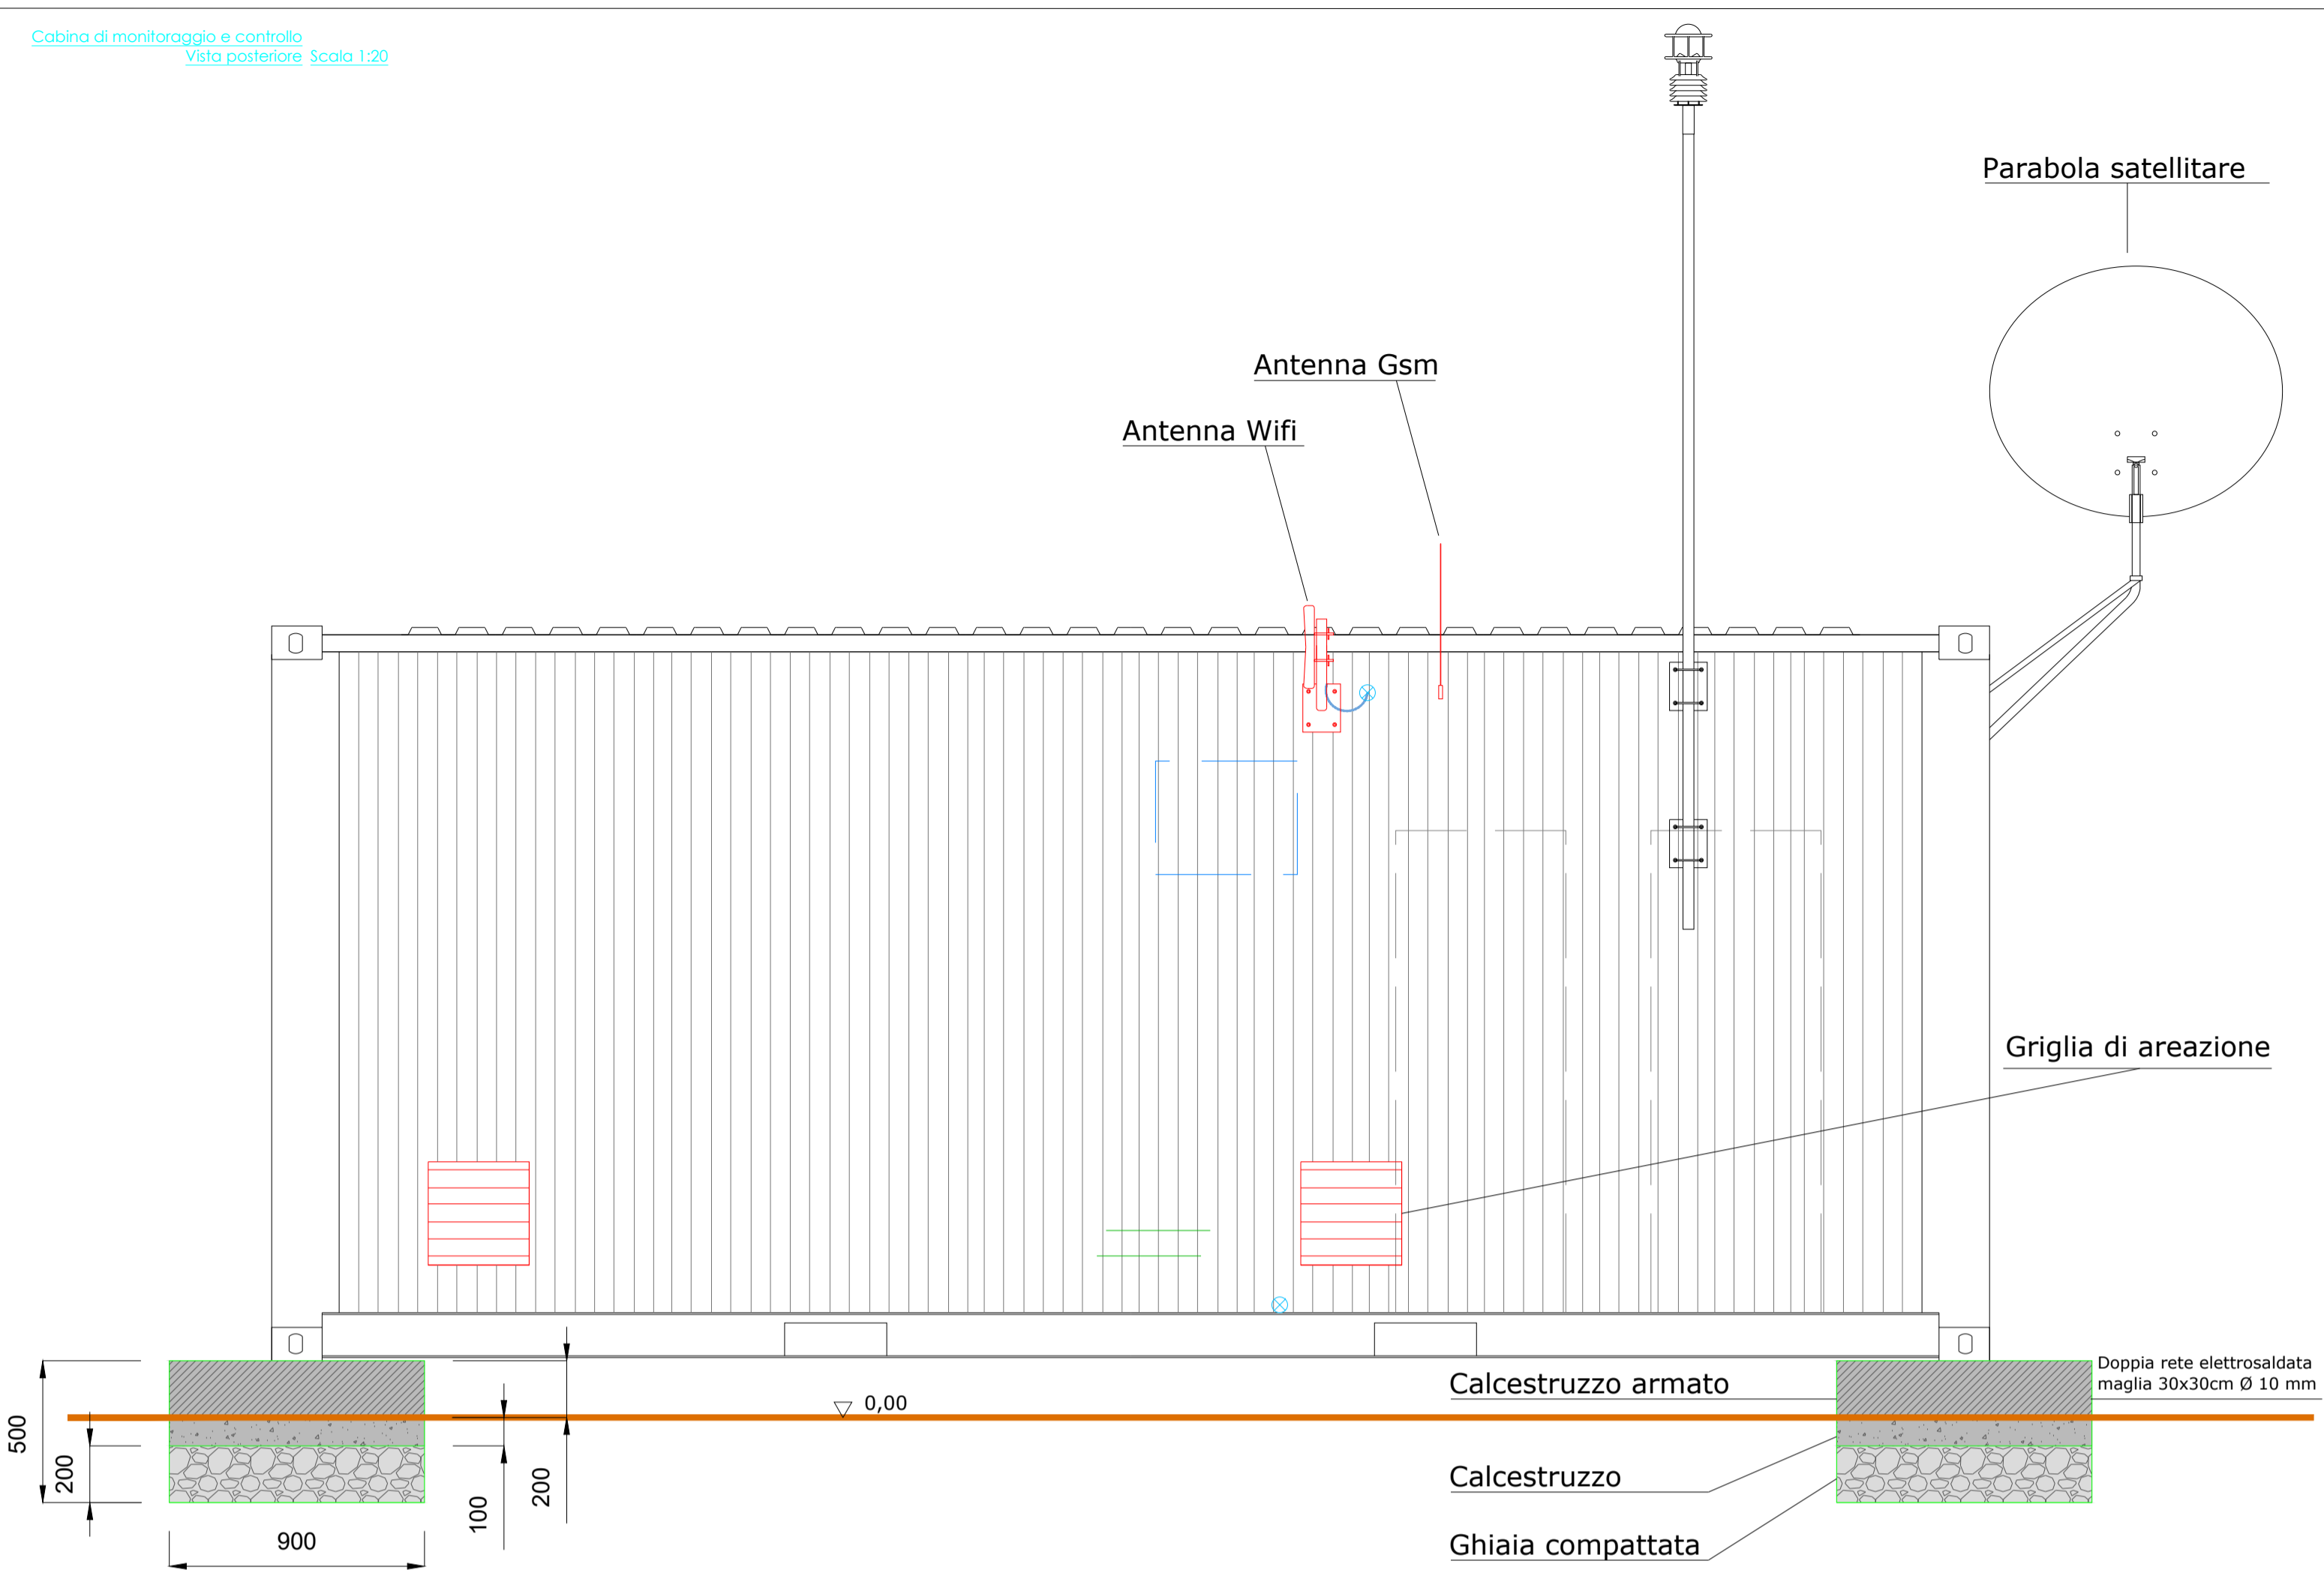 Cabina di monitoraggio e controllo
Vista posteriore Scala 1:20
Parabola satellitare
Antenna Gsm
Antenna Wifi
Griglia di areazione
Doppia rete elettrosaldata
maglia 30x30cm Ø 10 mm
Calcestruzzo armato
0,00
500
200
100
200
Calcestruzzo
900
Ghiaia compattata